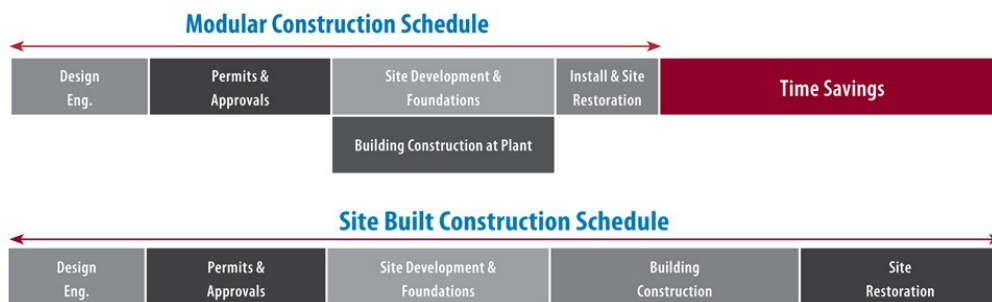 Modular Construction Schedule
Design
Eng.
Permits &
Approvals
Site Development &
Foundations
Install & Site
Restoration
Time Savings
Building Construction at Plant
Site Built Construction Schedule
Design
Eng.
Permits &
Approvals
Site Development &
Foundations
Building
Construction
Site
Restoration